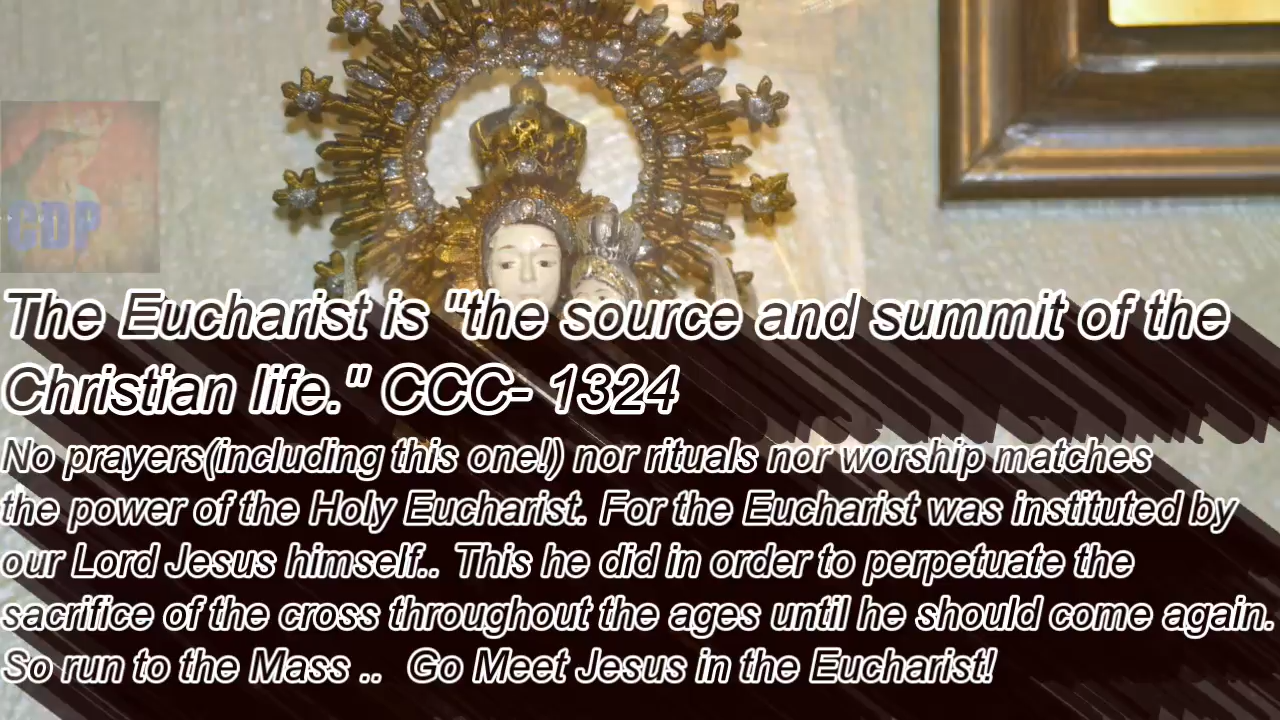 CDP
The Eucharist is "the source and summit of the
Christian life." CCC- 1324
No prayers(including this one!) nor rituals nor worship matches
the power of the Holy Eucharist. For the Eucharist was instituted by
our Lord Jesus himself.. This he did in order to perpetuate the
sacrifice of the cross throughout the ages until he should come again.
So run to the Mass .. Go Meet Jesus in the Eucharist!